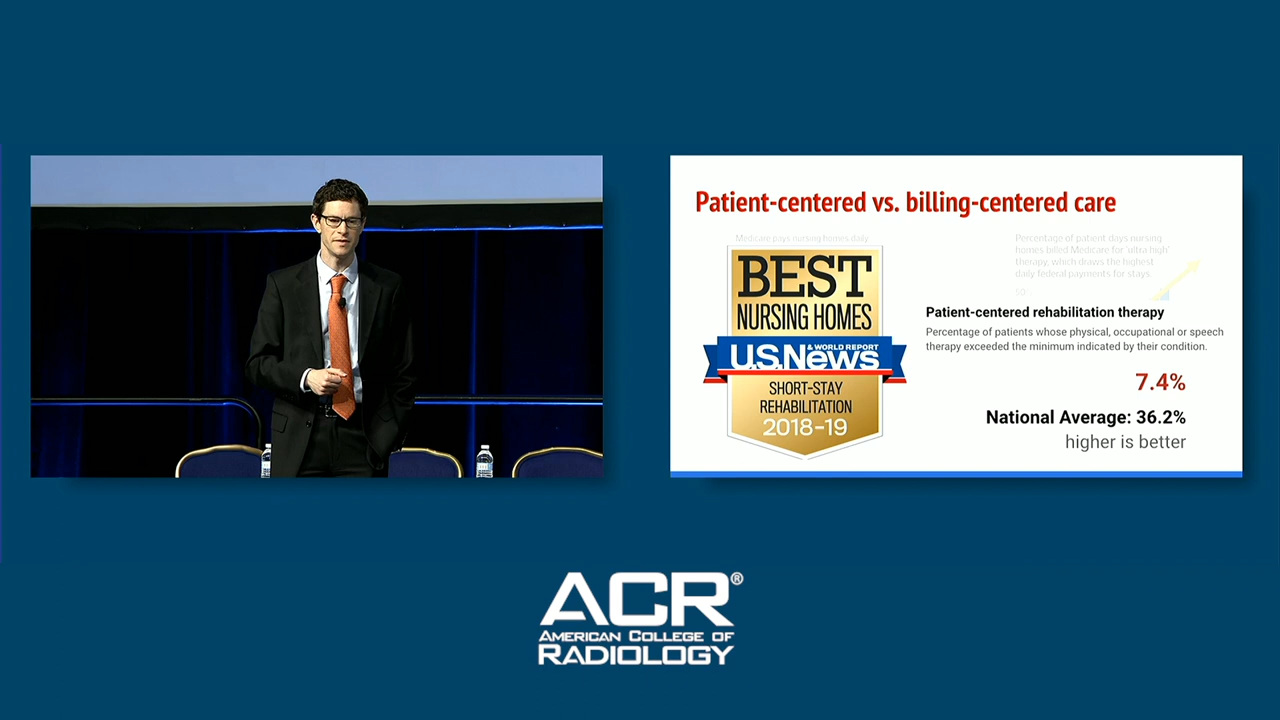 Patient-centered vs. billing-centered care
Medicare pays nursing homes daily
BEST
NURSING HOMES
U.S.News
& WORLD REPORT
SHORT-STAY
REHABILITATION
2018-19
Percentage of patient days nursing
homes billed Medicare for 'ultra high'
therapy, which draws the highest
daily federal payments for stays.
Patient-centered rehabilitation therapy
Percentage of patients whose physical, occupational or speech
therapy exceeded the minimum indicated by their condition.
7.4%
National Average: 36.2%
higher is better
ACR®
AMERICAN COLLEGE OF
RADIOLOGY